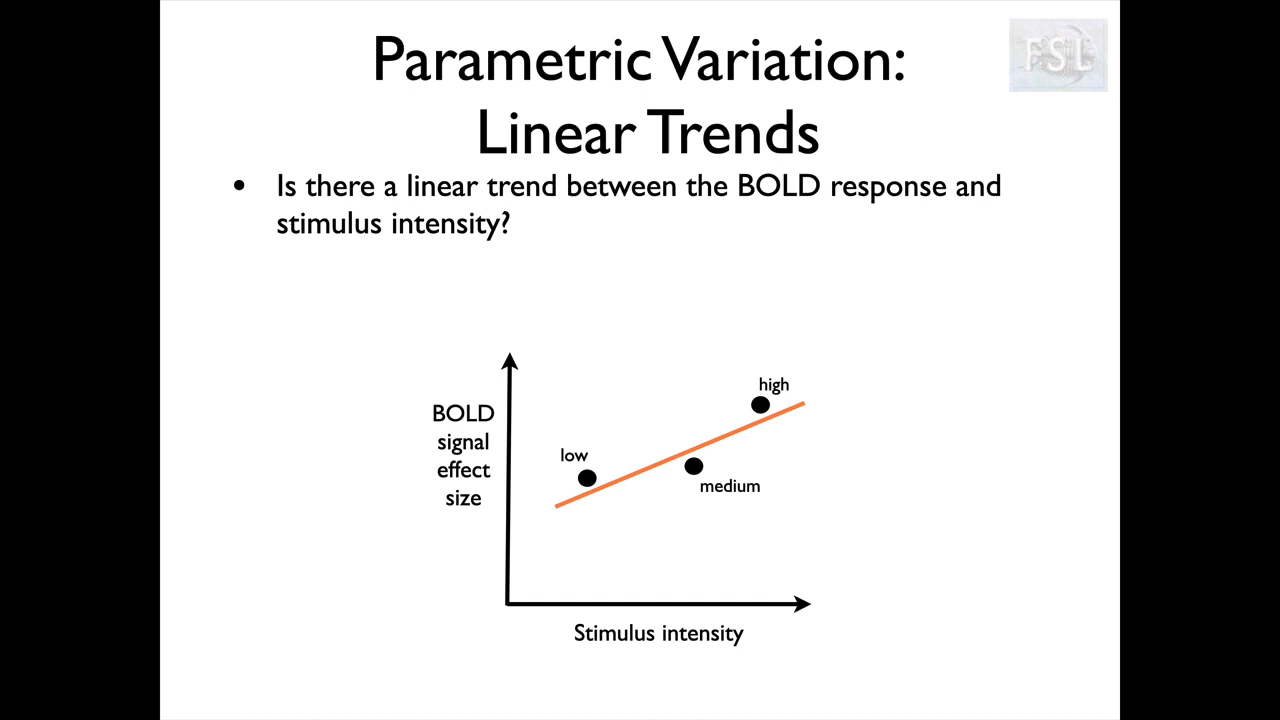 Parametric Variation:
Linear Trends
FSL
• Is there a linear trend between the BOLD response and
stimulus intensity?
high
BOLD
signal
effect
size
low
medium
Stimulus intensity